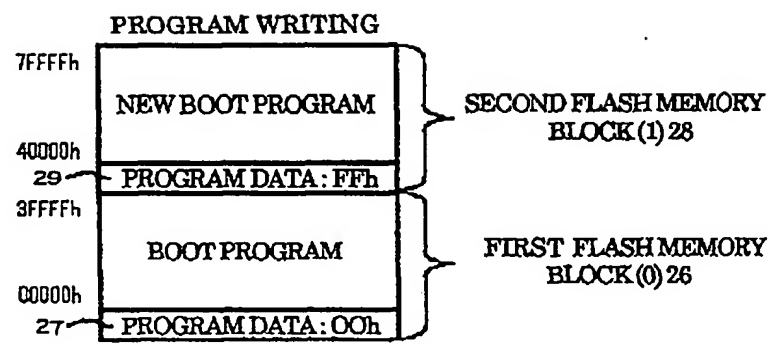 PROGRAM WRITING
7FFFFh
NEW BOOT PROGRAM
SECOND FLASH MEMORY
BLOCK (1) 28
40000h
29
PROGRAM DATA : FFh
3FFFFh
BOOT PROGRAM
FIRST FLASH MEMORY
BLOCK (0) 26
00000h
27
PROGRAM DATA : 00h